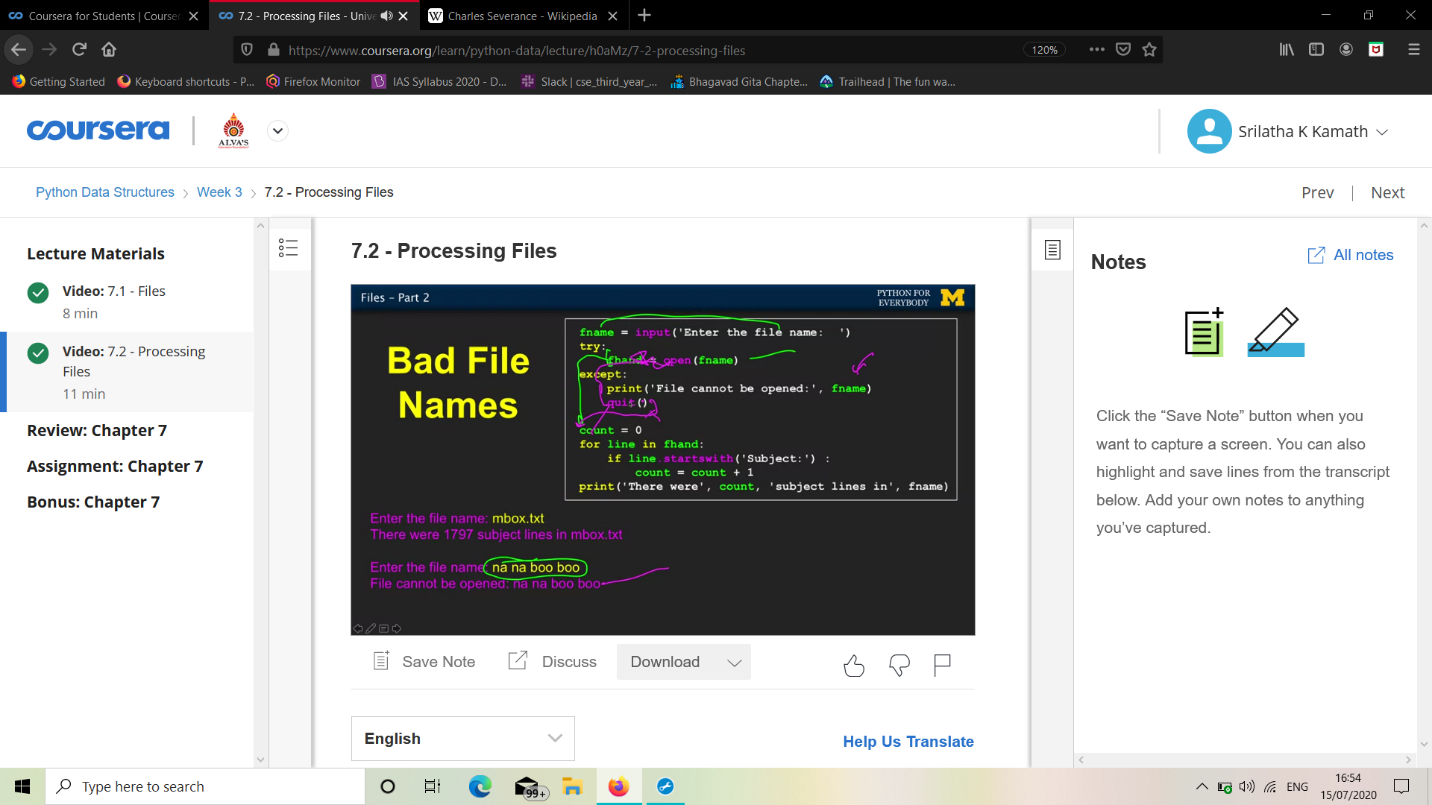 Coursera for Students | Courser
7.2 - Processing Files - Unive
Charles Severance - Wikipedia
https://www.coursera.org/learn/python-data/lecture/h0aMz/7-2-processing-files
120%
Getting Started
Keyboard shortcuts - P...
Firefox Monitor
IAS Syllabus 2020 - D...
Slack | cse_third_year_...
Bhagavad Gita Chapte...
Trailhead | The fun wa...
coursera
ALVA'S
Srilatha K Kamath
Python Data Structures > Week 3 > 7.2 - Processing Files
Prev | Next
Lecture Materials
Video: 7.1 - Files
8 min
Video: 7.2 - Processing
Files
11 min
Review: Chapter 7
Assignment: Chapter 7
Bonus: Chapter 7
7.2 - Processing Files
Files – Part 2
PYTHON FOR
EVERYBODY
M
Bad File
Names
fname = input('Enter the file name:  ')
try:
    fhand = open(fname)
except:
    print('File cannot be opened:', fname)
    quit()
count = 0
for line in fhand:
    if line.startswith('Subject:') :
        count = count + 1
print('There were', count, 'subject lines in', fname)
Enter the file name: mbox.txt
There were 1797 subject lines in mbox.txt
Enter the file name: na na boo boo
File cannot be opened: na na boo boo
Save Note
Discuss
Download
English
Help Us Translate
Notes
All notes
Click the “Save Note” button when you
want to capture a screen. You can also
highlight and save lines from the transcript
below. Add your own notes to anything
you’ve captured.
Type here to search
99+
ENG
16:54
15/07/2020